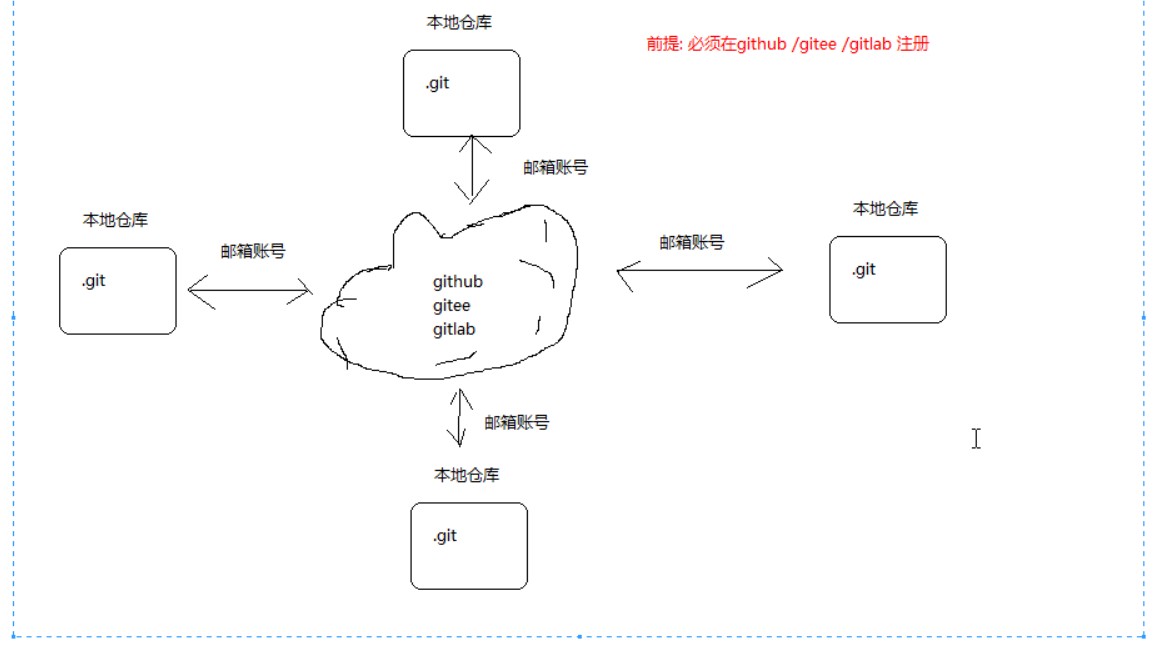 本地仓库
前提: 必须在github /gitee /gitlab 注册
.git
邮箱账号
本地仓库
.git
邮箱账号
github
gitee
gitlab
邮箱账号
本地仓库
.git
邮箱账号
本地仓库
.git